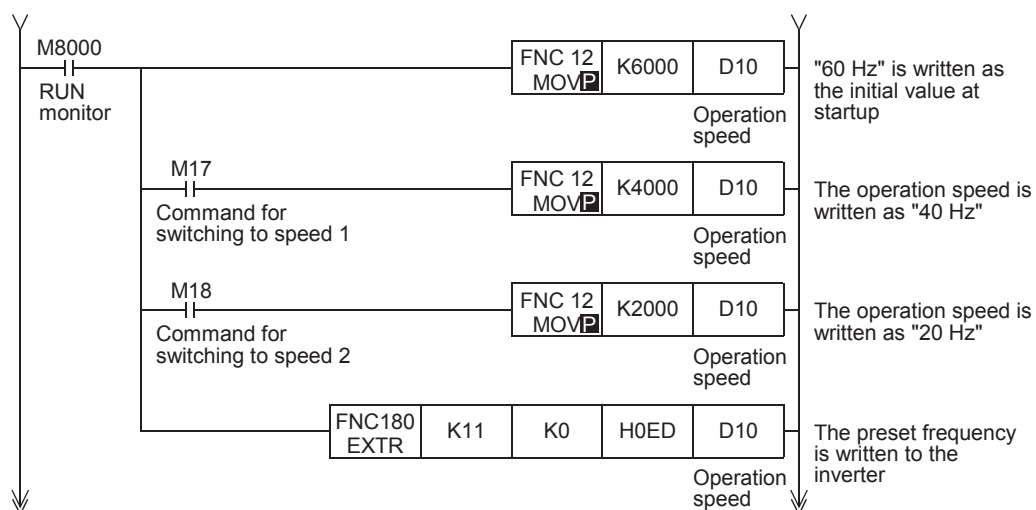 M8000
RUN
monitor
FNC 12
MOVP
K6000
D10
Operation
speed
"60 Hz" is written as
the initial value at
startup
M17
Command for
switching to speed 1
FNC 12
MOVP
K4000
D10
Operation
speed
The operation speed is
written as "40 Hz"
M18
Command for
switching to speed 2
FNC 12
MOVP
K2000
D10
Operation
speed
The operation speed is
written as "20 Hz"
FNC180
EXTR
K11
K0
H0ED
D10
Operation
speed
The preset frequency
is written to the
inverter